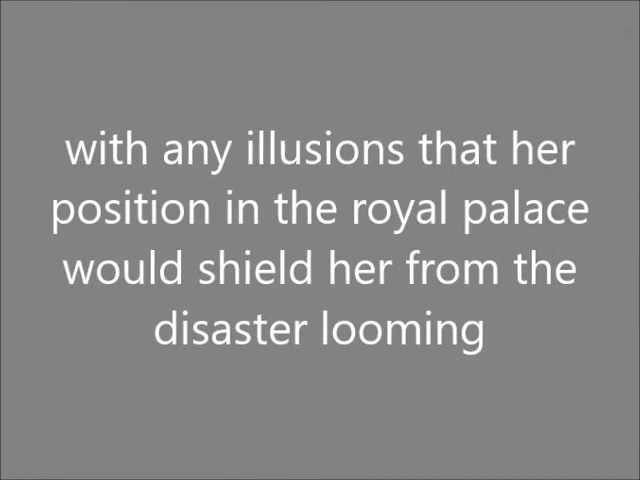 with any illusions that her
position in the royal palace
would shield her from the
disaster looming